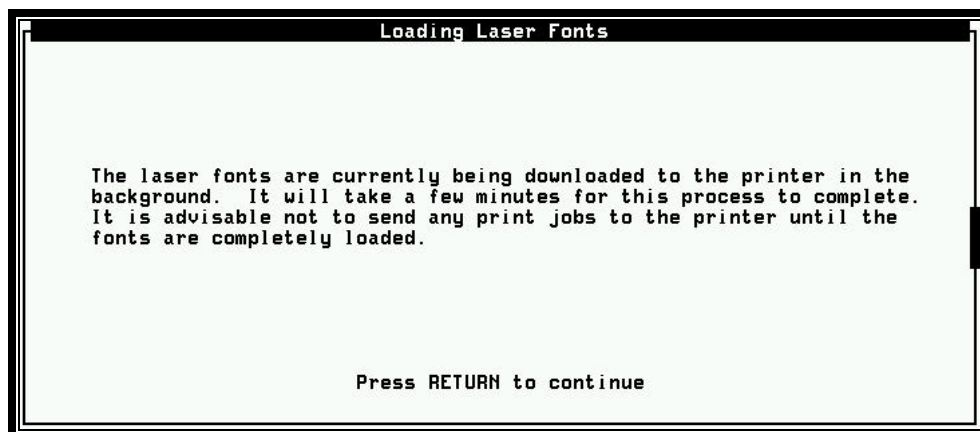 Loading Laser Fonts
The laser fonts are currently being downloaded to the printer in the
background.  It will take a few minutes for this process to complete.
It is advisable not to send any print jobs to the printer until the
fonts are completely loaded.
Press RETURN to continue